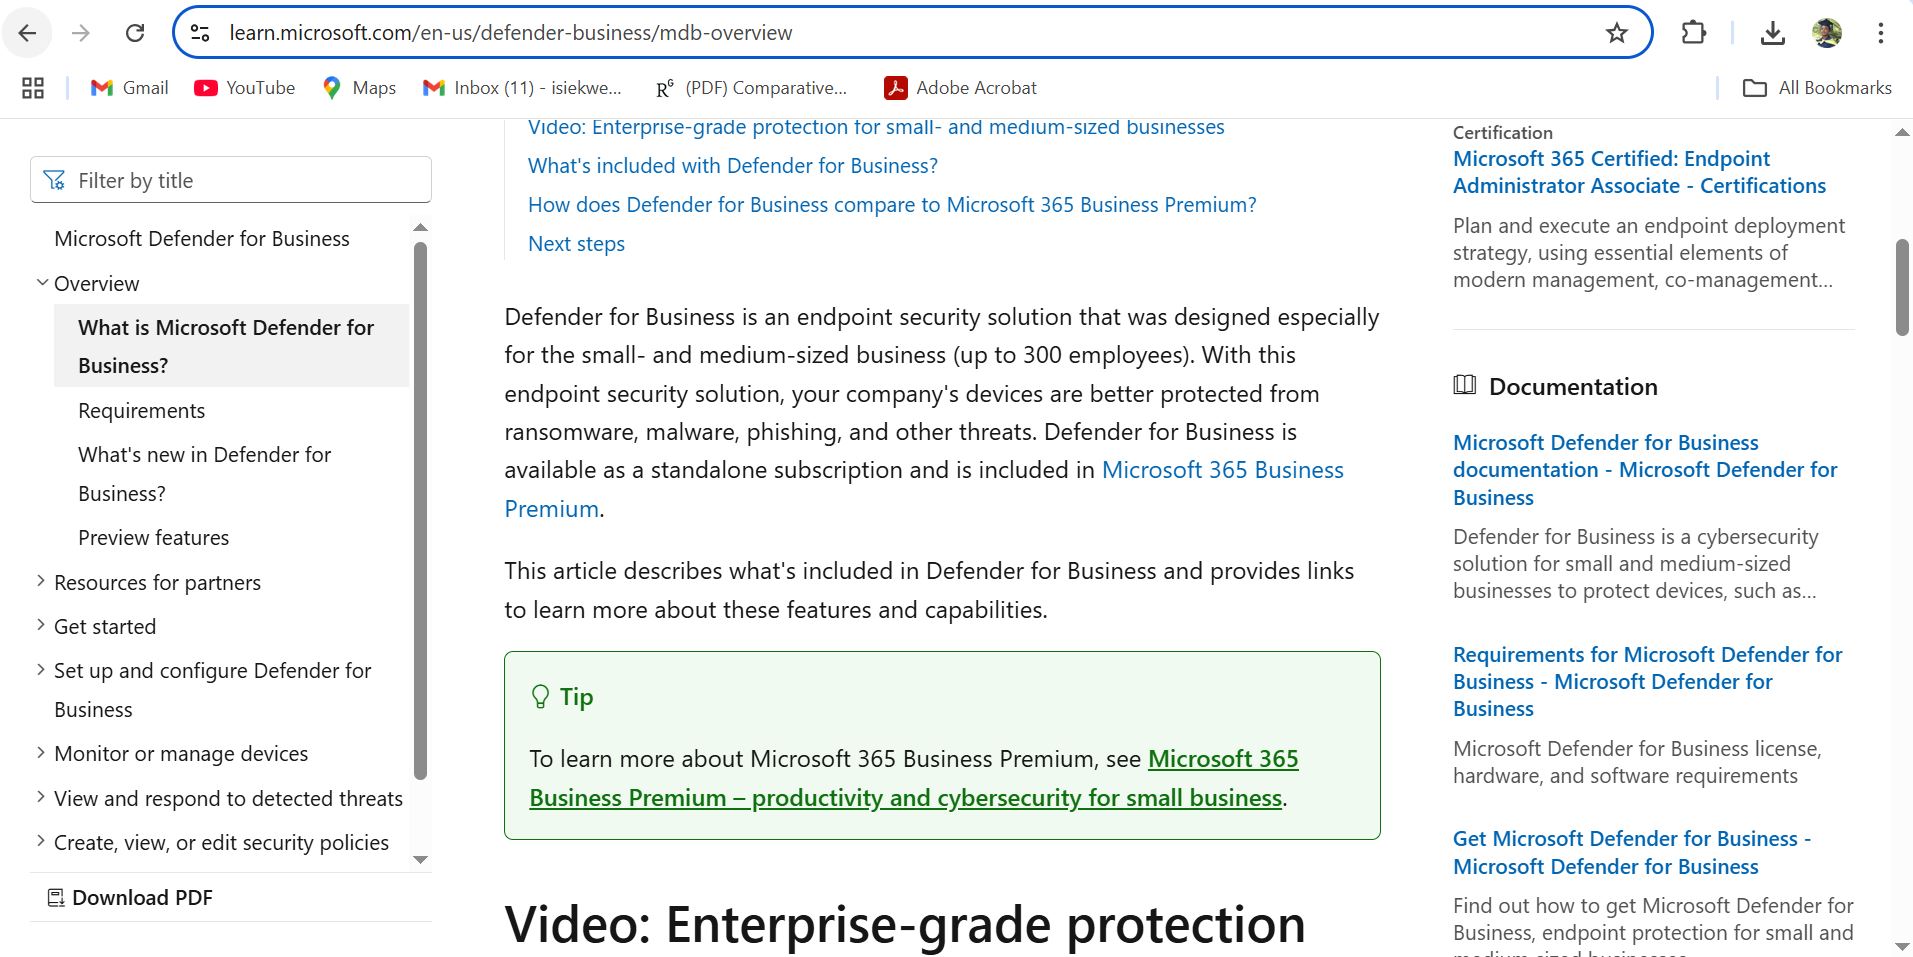 learn.microsoft.com/en-us/defender-business/mdb-overview
Gmail
YouTube
Maps
Inbox (11) - isiekwe...
RG (PDF) Comparative...
Adobe Acrobat
All Bookmarks
Filter by title
Microsoft Defender for Business
Overview
What is Microsoft Defender for
Business?
Requirements
What's new in Defender for
Business?
Preview features
Resources for partners
Get started
Set up and configure Defender for
Business
Monitor or manage devices
View and respond to detected threats
Create, view, or edit security policies
Download PDF
Video: Enterprise-grade protection for small- and medium-sized businesses
What's included with Defender for Business?
How does Defender for Business compare to Microsoft 365 Business Premium?
Next steps
Defender for Business is an endpoint security solution that was designed especially
for the small- and medium-sized business (up to 300 employees). With this
endpoint security solution, your company's devices are better protected from
ransomware, malware, phishing, and other threats. Defender for Business is
available as a standalone subscription and is included in Microsoft 365 Business
Premium.
This article describes what's included in Defender for Business and provides links
to learn more about these features and capabilities.
Tip
To learn more about Microsoft 365 Business Premium, see Microsoft 365
Business Premium – productivity and cybersecurity for small business.
Video: Enterprise-grade protection
Certification
Microsoft 365 Certified: Endpoint
Administrator Associate - Certifications
Plan and execute an endpoint deployment
strategy, using essential elements of
modern management, co-management...
Documentation
Microsoft Defender for Business
documentation - Microsoft Defender for
Business
Defender for Business is a cybersecurity
solution for small and medium-sized
businesses to protect devices, such as...
Requirements for Microsoft Defender for
Business - Microsoft Defender for
Business
Microsoft Defender for Business license,
hardware, and software requirements
Get Microsoft Defender for Business -
Microsoft Defender for Business
Find out how to get Microsoft Defender for
Business, endpoint protection for small and